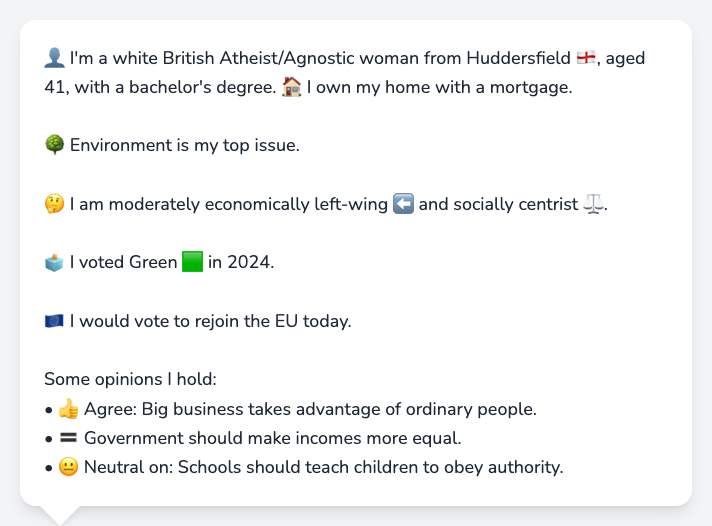 👤 I'm a white British Atheist/Agnostic woman from Huddersfield 🏴󠁧󠁢󠁥󠁮󠁧󠁿, aged
41, with a bachelor's degree. 🏠 I own my home with a mortgage.
🌳 Environment is my top issue.
🤔 I am moderately economically left-wing ⬅️ and socially centrist ⚖️.
🗳️ I voted Green 🟩 in 2024.
🇪🇺 I would vote to rejoin the EU today.
Some opinions I hold:
• 👍 Agree: Big business takes advantage of ordinary people.
• 🟰 Government should make incomes more equal.
• 😐 Neutral on: Schools should teach children to obey authority.